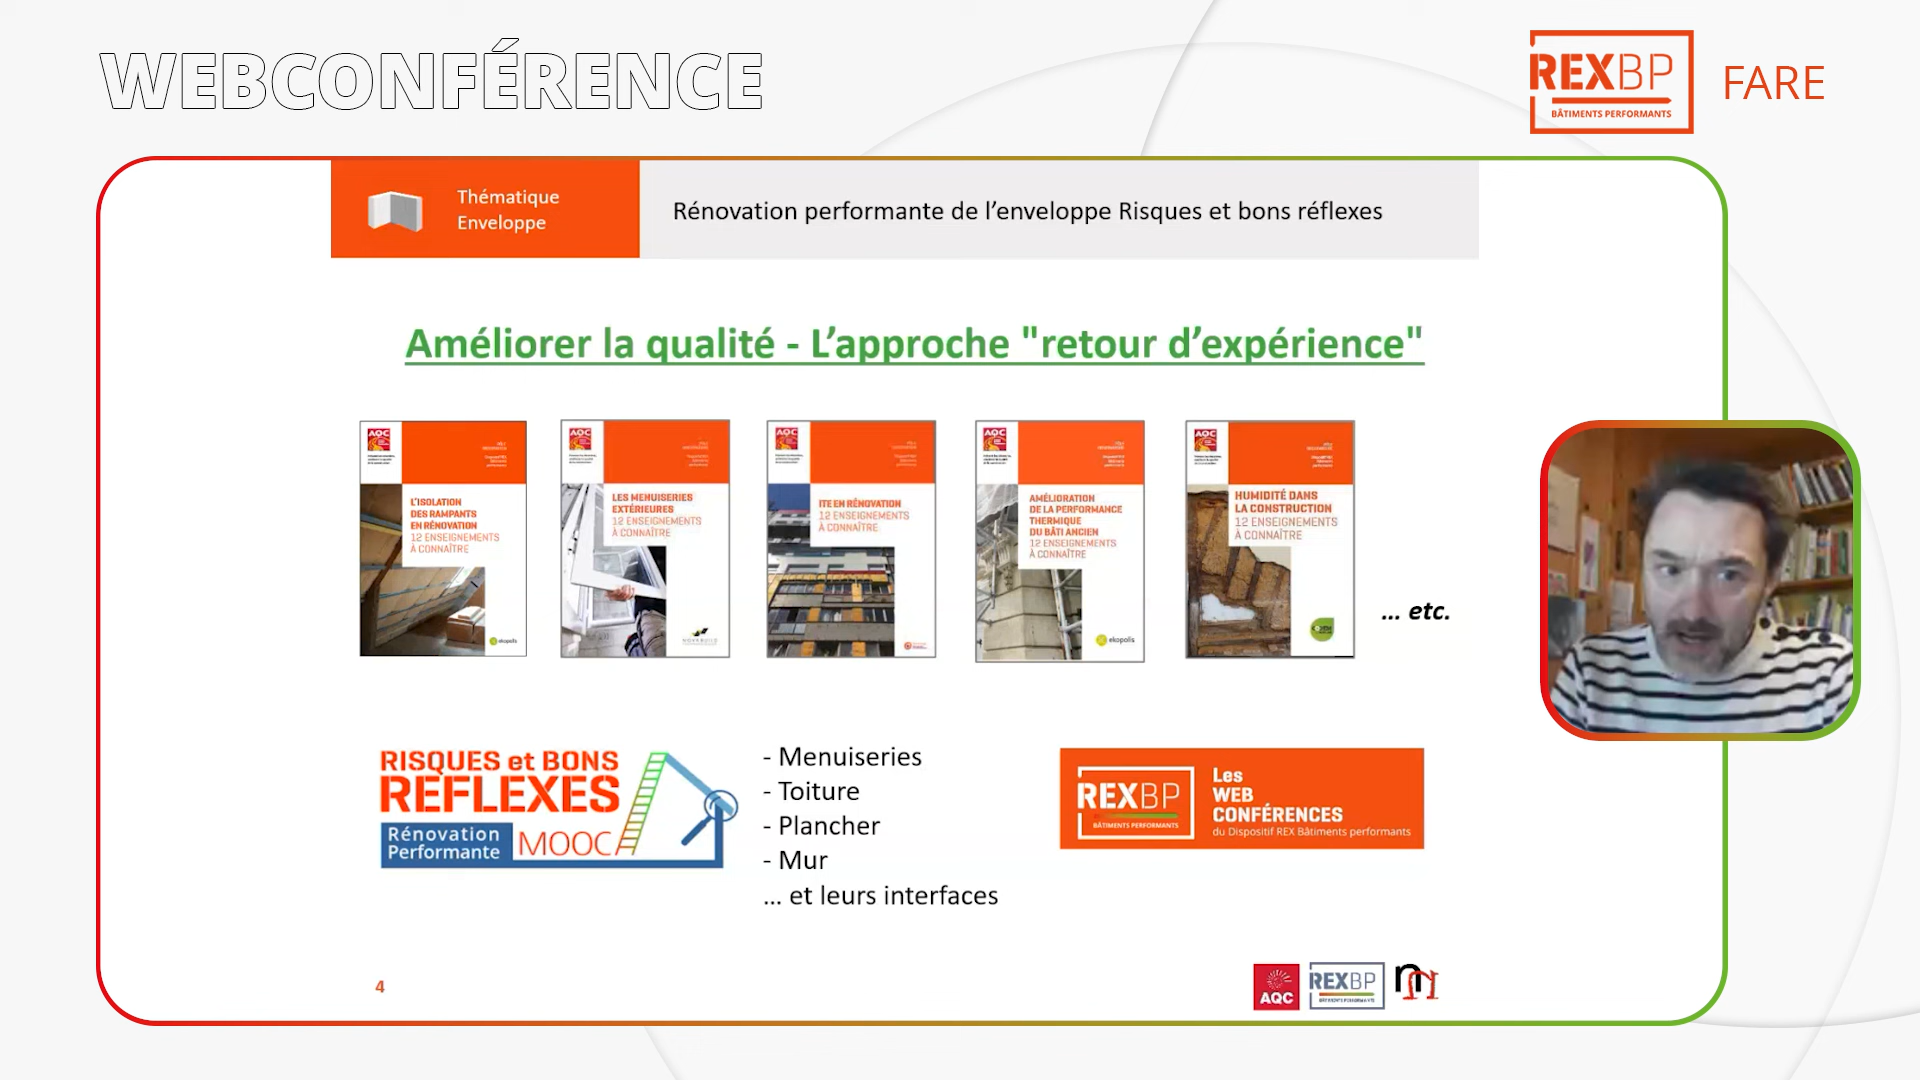 WEBCONFÉRENCE
REXBP
BÂTIMENTS PERFORMANTS
FARE
Thématique
Enveloppe
Rénovation performante de l’enveloppe Risques et bons réflexes
Améliorer la qualité - L’approche "retour d’expérience"
AQC
L’ISOLATION
DES RAMPANTS
EN RÉNOVATION
12 ENSEIGNEMENTS
À CONNAÎTRE
ekopolis
AQC
LES MENUISERIES
EXTÉRIEURES
12 ENSEIGNEMENTS
À CONNAÎTRE
NOVABUILD
AQC
ITE EN RÉNOVATION
12 ENSEIGNEMENTS
À CONNAÎTRE
AQC
AMÉLIORATION
DE LA PERFORMANCE
THERMIQUE
DU BÂTI ANCIEN
12 ENSEIGNEMENTS
À CONNAÎTRE
ekopolis
AQC
HUMIDITÉ DANS
LA CONSTRUCTION
12 ENSEIGNEMENTS
À CONNAÎTRE
... etc.
RISQUES et BONS
REFLEXES
Rénovation
Performante
MOOC
- Menuiseries
- Toiture
- Plancher
- Mur
... et leurs interfaces
REXBP
BÂTIMENTS PERFORMANTS
Les
WEB
CONFÉRENCES
du Dispositif REX Bâtiments performants
4
AQC
REXBP
BÂTIMENTS PERFORMANTS